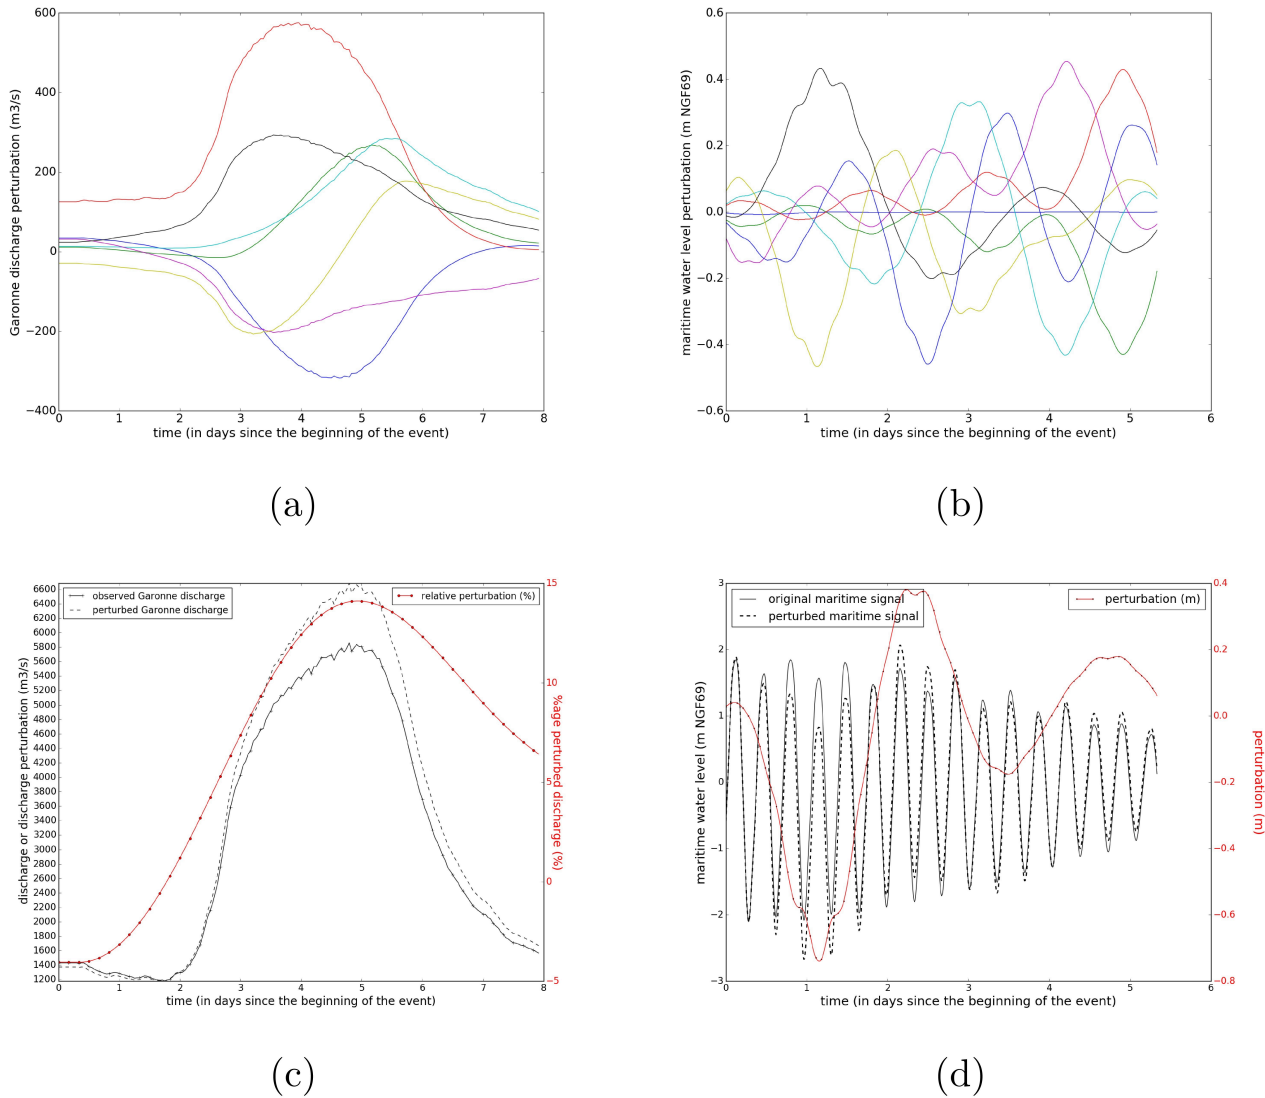 600
400
200
0
−200
−400
0 1 2 3 4 5 6 7 8
Garonne discharge perturbation (m3/s)
time (in days since the beginning of the event)
(a)
0.6
0.4
0.2
0.0
−0.2
−0.4
−0.6
0 1 2 3 4 5 6
maritime water level perturbation (m NGF69)
time (in days since the beginning of the event)
(b)
observed Garonne discharge
perturbed Garonne discharge
relative perturbation (%)
6600
6400
6200
6000
5800
5600
5400
5200
5000
4800
4600
4400
4200
4000
3800
3600
3400
3200
3000
2800
2600
2400
2200
2000
1800
1600
1400
1200
0 1 2 3 4 5 6 7 8
15
10
5
0
−5
discharge or discharge perturbation (m3/s)
%age perturbed discharge (%)
time (in days since the beginning of the event)
(c)
original maritime signal
perturbed maritime signal
perturbation (m)
3
2
1
0
−1
−2
−3
0 1 2 3 4 5 6
0.4
0.2
0.0
−0.2
−0.4
−0.6
−0.8
maritime water level (m NGF69)
perturbation (m)
time (in days since the beginning of the event)
(d)